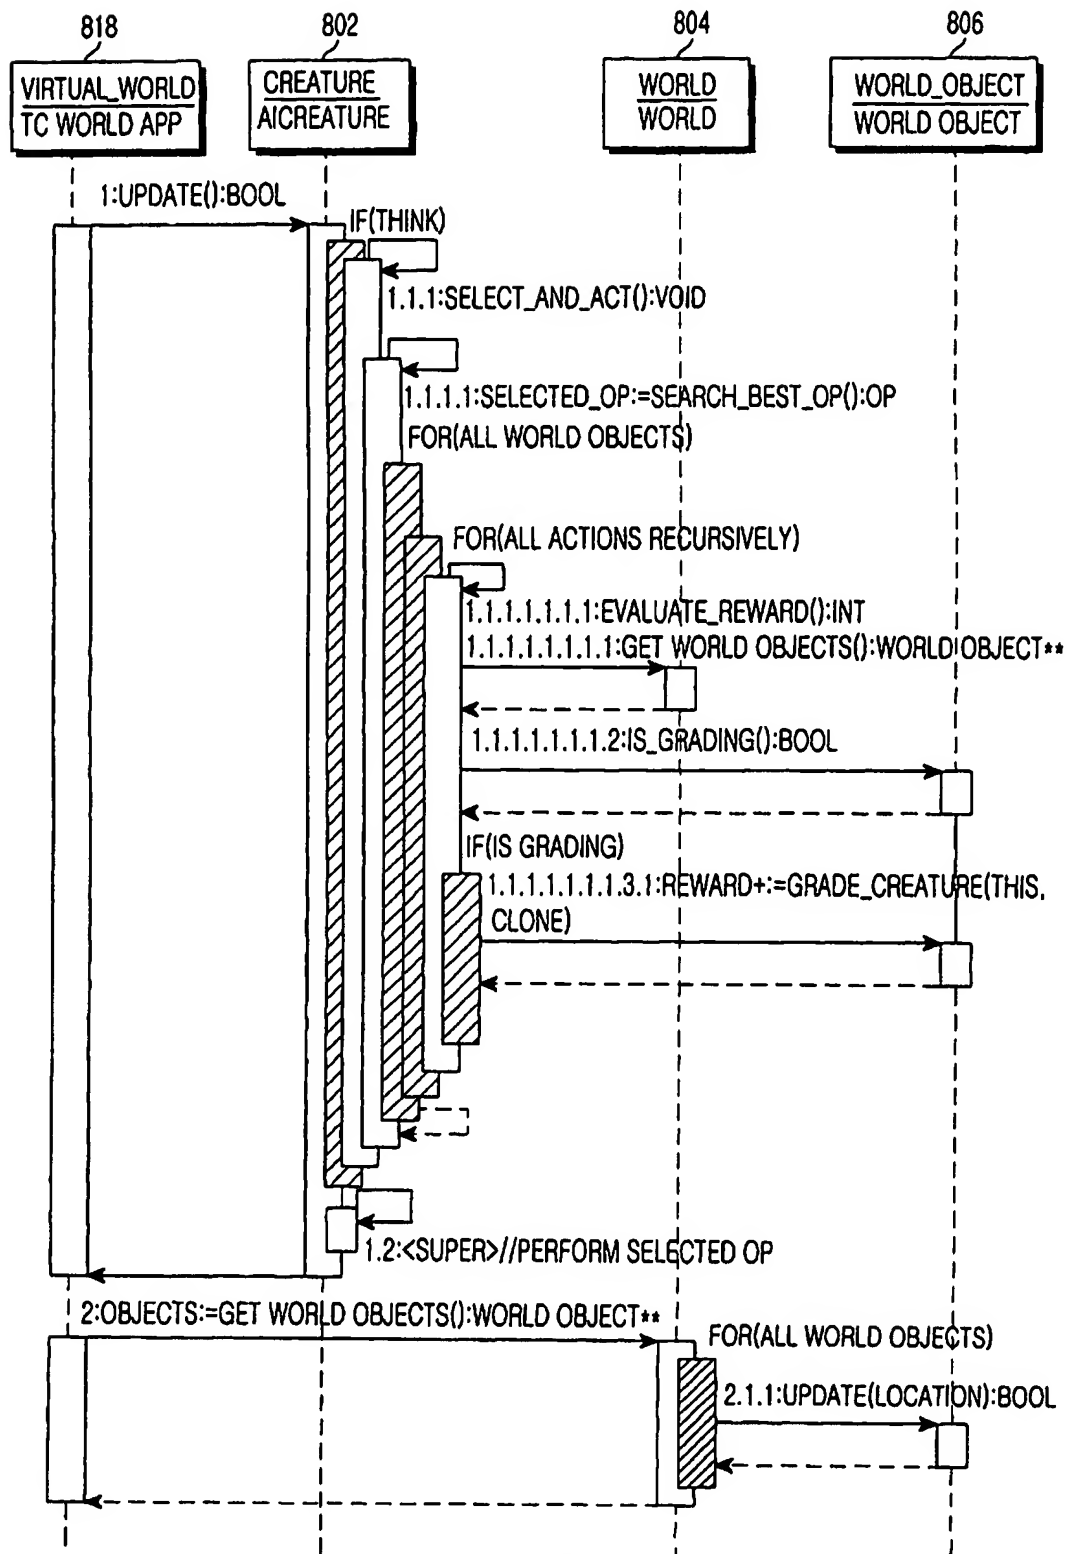 818
802
804
806
VIRTUAL_WORLD
TC WORLD APP
CREATURE
AICREATURE
WORLD
WORLD
WORLD_OBJECT
WORLD OBJECT
1:UPDATE():BOOL
IF(THINK)
1.1.1:SELECT_AND_ACT():VOID
1.1.1.1:SELECTED_OP:=SEARCH_BEST_OP():OP
FOR(ALL WORLD OBJECTS)
FOR(ALL ACTIONS RECURSIVELY)
1.1.1.1.1.1.1:EVALUATE_REWARD():INT
1.1.1.1.1.1.1.1:GET WORLD OBJECTS():WORLD OBJECT**
1.1.1.1.1.1.1.2:IS_GRADING():BOOL
IF(IS GRADING)
1.1.1.1.1.1.1.3.1:REWARD+:=GRADE_CREATURE(THIS,
CLONE)
1.2:<SUPER>//PERFORM SELECTED OP
2:OBJECTS:=GET WORLD OBJECTS():WORLD OBJECT**
FOR(ALL WORLD OBJECTS)
2.1.1:UPDATE(LOCATION):BOOL